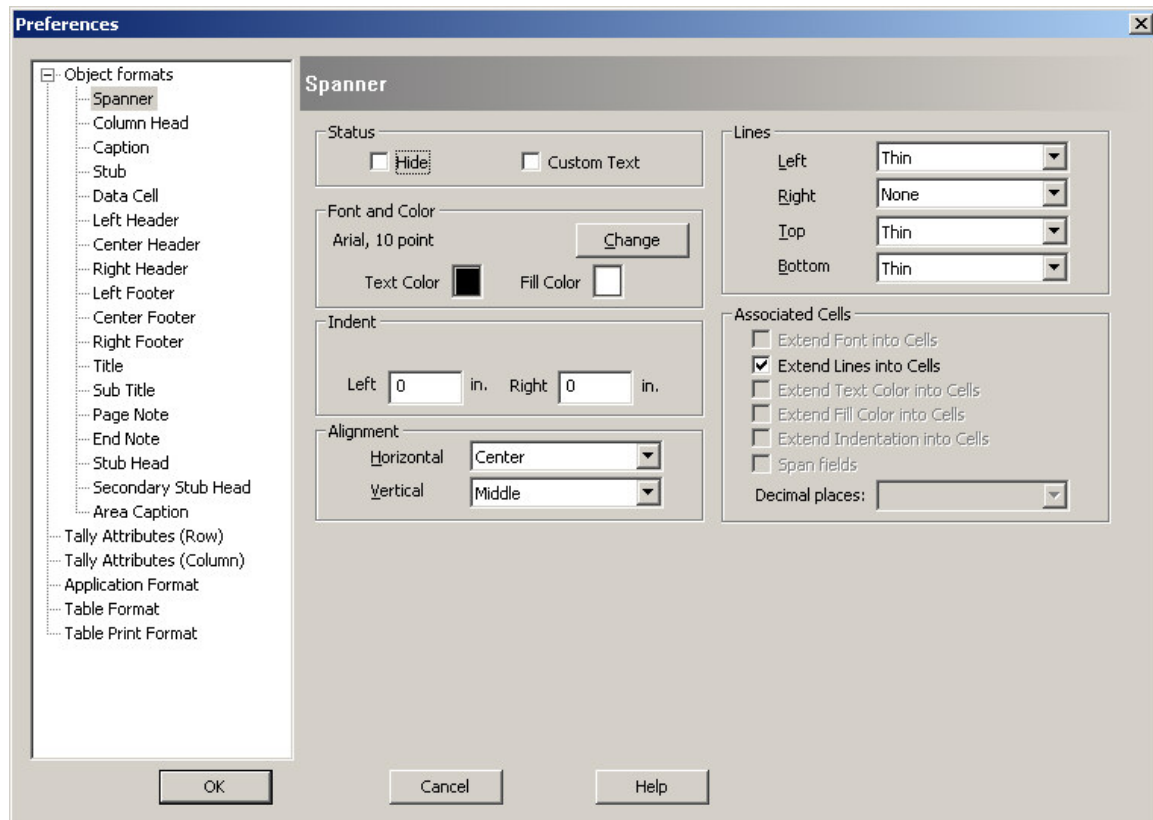 Preferences
Object formats
Spanner
Column Head
Caption
Stub
Data Cell
Left Header
Center Header
Right Header
Left Footer
Center Footer
Right Footer
Title
Sub Title
Page Note
End Note
Stub Head
Secondary Stub Head
Area Caption
Tally Attributes (Row)
Tally Attributes (Column)
Application Format
Table Format
Table Print Format
Spanner
Status
Hide Custom Text
Font and Color
Arial, 10 point Change
Text Color Fill Color
Indent
Left 0 in. Right 0 in.
Alignment
Horizontal Center
Vertical Middle
Lines
Left Thin
Right None
Top Thin
Bottom Thin
Associated Cells
Extend Font into Cells
Extend Lines into Cells
Extend Text Color into Cells
Extend Fill Color into Cells
Extend Indentation into Cells
Span fields
Decimal places:
OK Cancel Help